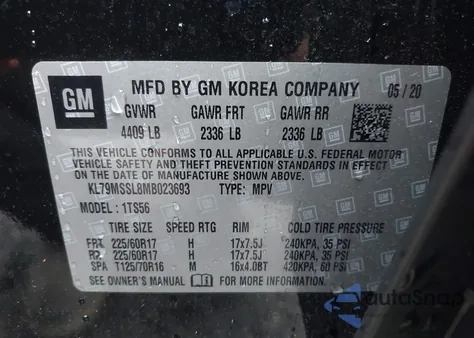 GM MFD BY GM KOREA COMPANY 05/20
GVWR GAWR FRT GAWR RR
4409 LB 2336 LB 2336 LB
THIS VEHICLE CONFORMS TO ALL APPLICABLE U.S. FEDERAL MOTOR
VEHICLE SAFETY AND THEFT PREVENTION STANDARDS IN EFFECT
ON THE DATE OF MANUFACTURE SHOWN ABOVE.
KL79MSSL8MB023693 TYPE: MPV
MODEL: 1TS56
TIRE SIZE SPEED RTG RIM COLD TIRE PRESSURE
FRT 225/60R17 H 17x7.5J 240KPA, 35 PSI
RR 225/60R17 H 17x7.5J 240KPA, 35 PSI
SPA T125/70R16 M 16x4.0BT 420KPA, 60 PSI
SEE OWNER'S MANUAL FOR MORE INFORMATION.
AutoSnap